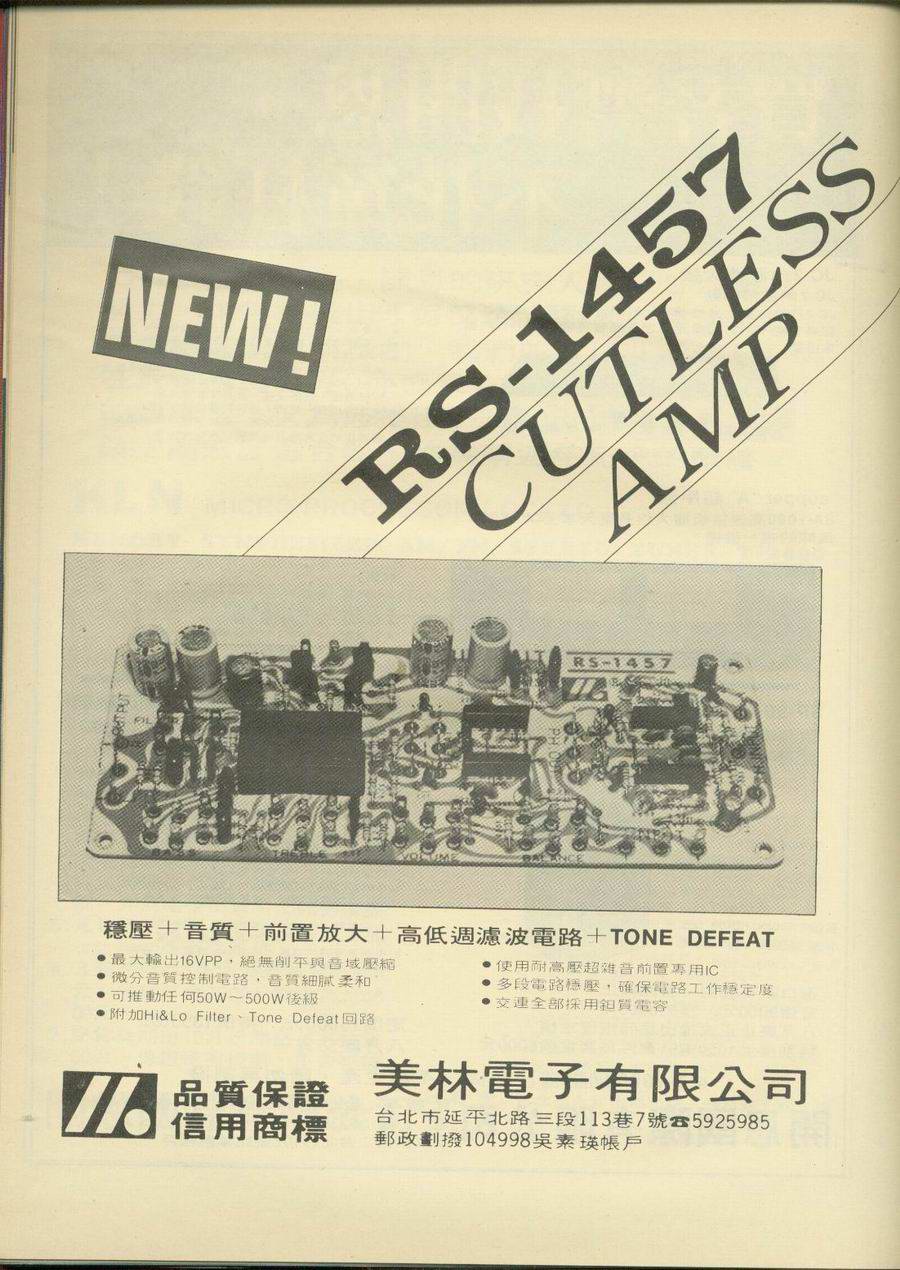 NEW!
RS-1457
CUTLESS
AMP
RS-1457
OUTPUT
BASS
TREBLE
VOLUME
BALANCE
穩壓＋音質＋前置放大＋高低週濾波電路＋TONE DEFEAT
●最大輸出16VPP，絕無削平與音域壓縮
●微分音質控制電路，音質細膩柔和
●可推動任何50W～500W後級
●附加Hi&Lo Filter、Tone Defeat回路
●使用耐高壓超雜音前置專用IC
●多段電路穩壓，確保電路工作穩定度
●交連全部採用鉭質電容
品質保證
信用商標
美林電子有限公司
台北市延平北路三段113巷7號☎5925985
郵政劃撥104998吳素瑛帳戶